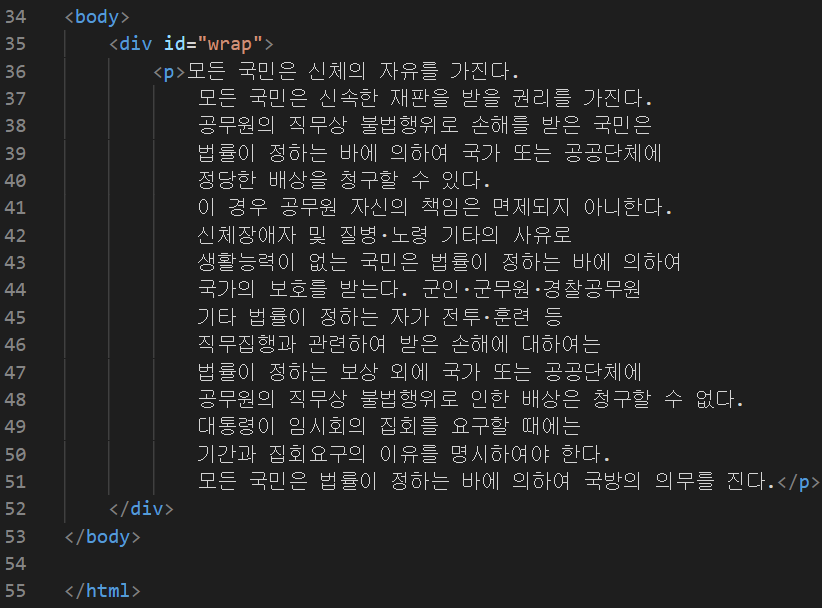 34 <body>
35 <div id="wrap">
36 <p>모든 국민은 신체의 자유를 가진다.
37 모든 국민은 신속한 재판을 받을 권리를 가진다.
38 공무원의 직무상 불법행위로 손해를 받은 국민은
39 법률이 정하는 바에 의하여 국가 또는 공공단체에
40 정당한 배상을 청구할 수 있다.
41 이 경우 공무원 자신의 책임은 면제되지 아니한다.
42 신체장애자 및 질병·노령 기타의 사유로
43 생활능력이 없는 국민은 법률이 정하는 바에 의하여
44 국가의 보호를 받는다. 군인·군무원·경찰공무원
45 기타 법률이 정하는 자가 전투·훈련 등
46 직무집행과 관련하여 받은 손해에 대하여는
47 법률이 정하는 보상 외에 국가 또는 공공단체에
48 공무원의 직무상 불법행위로 인한 배상은 청구할 수 없다.
49 대통령이 임시회의 집회를 요구할 때에는
50 기간과 집회요구의 이유를 명시하여야 한다.
51 모든 국민은 법률이 정하는 바에 의하여 국방의 의무를 진다.</p>
52 </div>
53 </body>
54
55 </html>